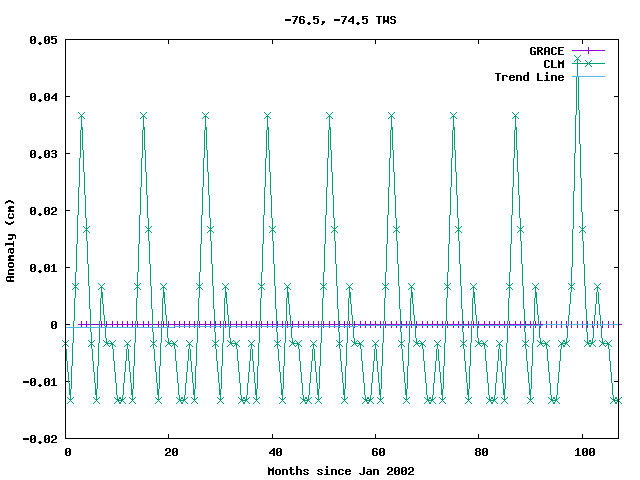 -76.5, -74.5 TWS
0.05
0.04
0.03
0.02
0.01
0
-0.01
-0.02
Anomaly (cm)
GRACE
CLM
Trend Line
0 20 40 60 80 100
Months since Jan 2002